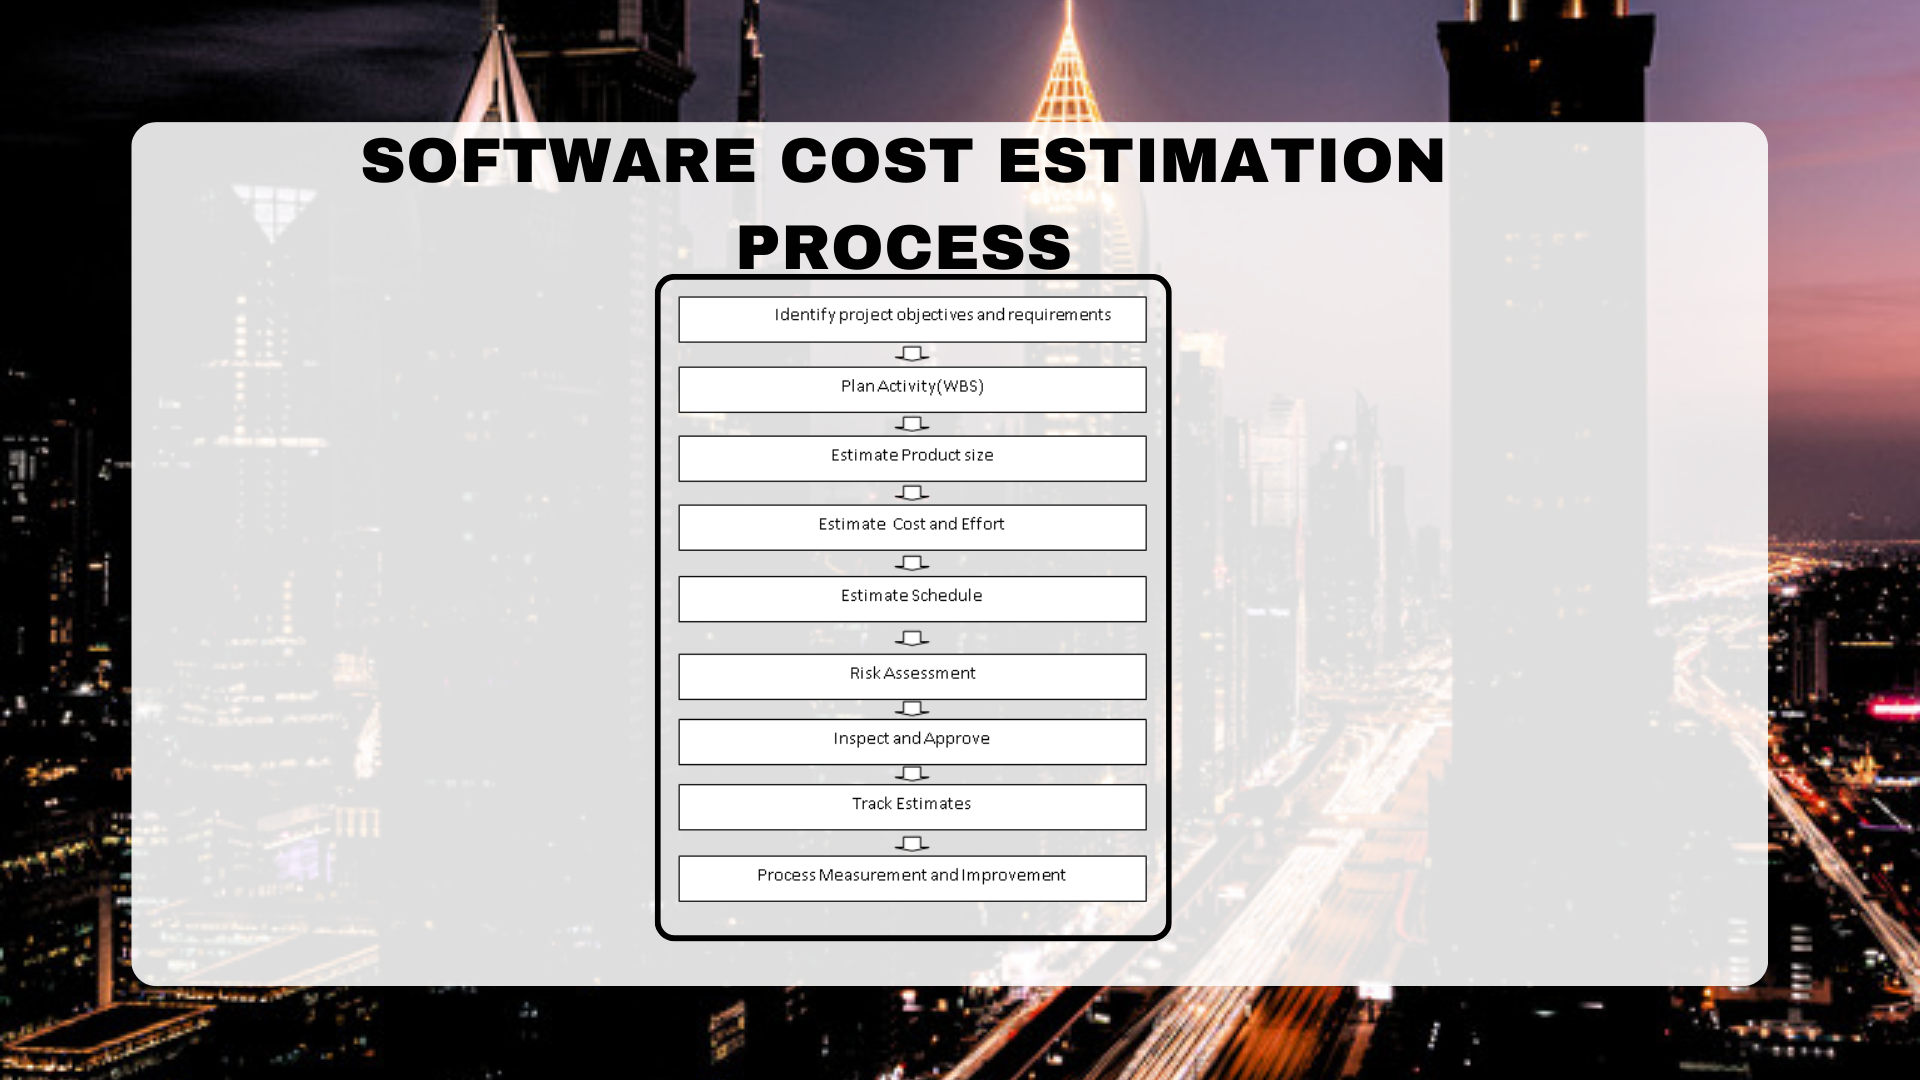 SOFTWARE COST ESTIMATION
PROCESS
Identify project objectives and requirements
Plan Activity(WBS)
Estimate Product size
Estimate Cost and Effort
Estimate Schedule
Risk Assessment
Inspect and Approve
Track Estimates
Process Measurement and Improvement